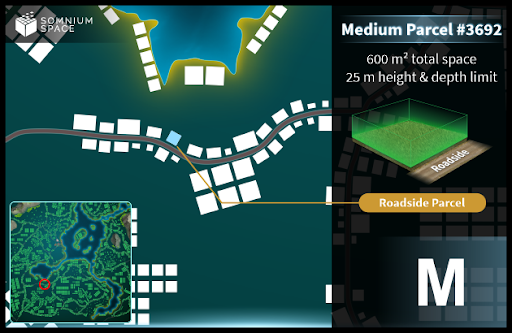 SOMNIUM
SPACE
Medium Parcel #3692
600 m² total space
25 m height & depth limit
Roadside
Roadside Parcel
M